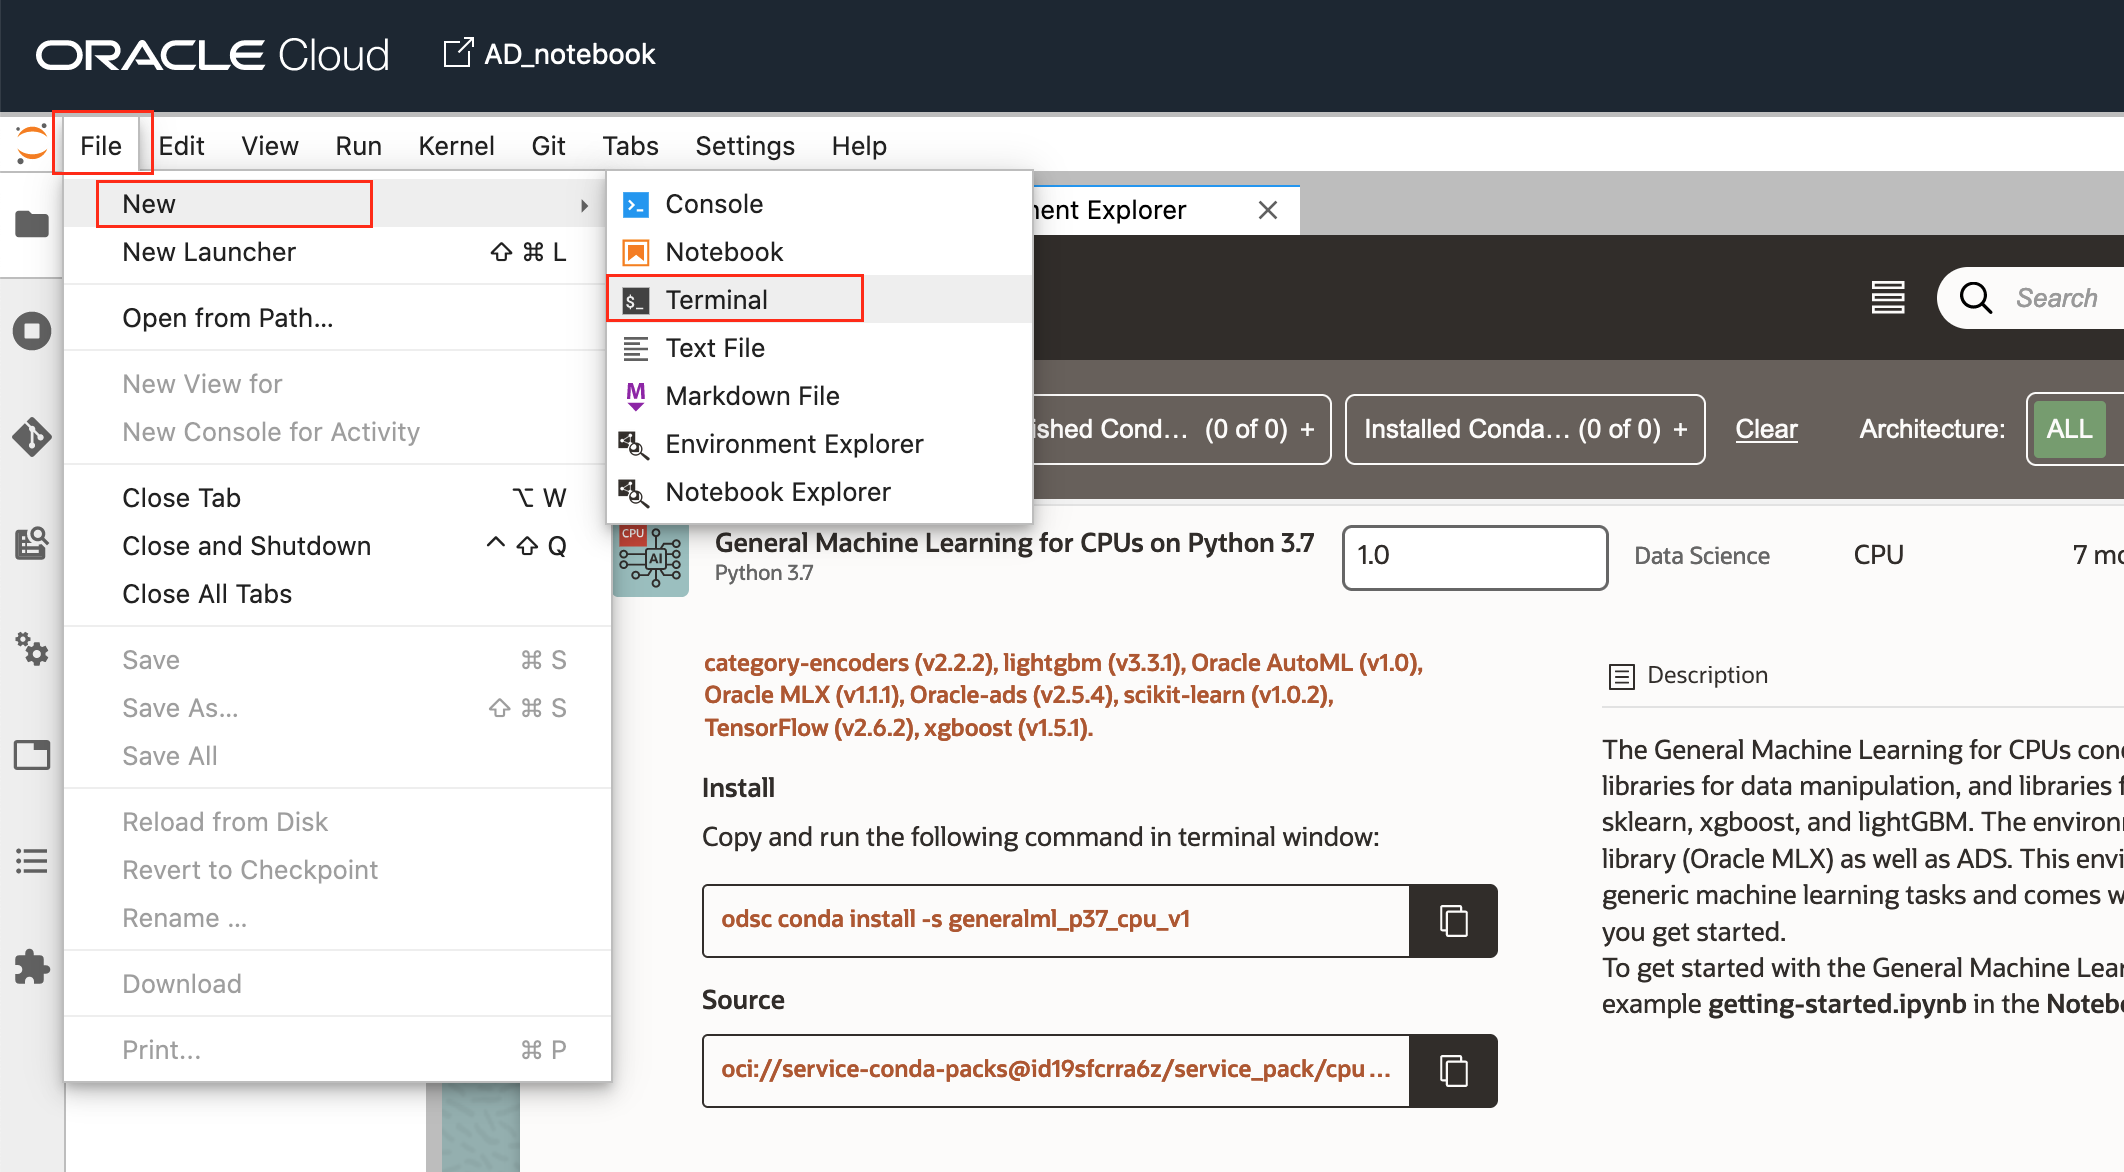 ORACLE Cloud AD_notebook
File Edit View Run Kernel Git Tabs Settings Help
New
New Launcher ⇧ ⌘ L
Open from Path...
New View for
New Console for Activity
Close Tab ⌥ W
Close and Shutdown ^ ⇧ Q
Close All Tabs
Save ⌘ S
Save As... ⇧ ⌘ S
Save All
Reload from Disk
Revert to Checkpoint
Rename ...
Download
Print... ⌘ P
Console
Notebook
$_ Terminal
Text File
M Markdown File
Environment Explorer
Notebook Explorer
ent Explorer
Search
ished Cond... (0 of 0) +
Installed Conda... (0 of 0) +
Clear
Architecture:
ALL
CPU
AI
General Machine Learning for CPUs on Python 3.7
Python 3.7
1.0
Data Science
CPU
7 mo
category-encoders (v2.2.2), lightgbm (v3.3.1), Oracle AutoML (v1.0),
Oracle MLX (v1.1.1), Oracle-ads (v2.5.4), scikit-learn (v1.0.2),
TensorFlow (v2.6.2), xgboost (v1.5.1).
Install
Copy and run the following command in terminal window:
odsc conda install -s generalml_p37_cpu_v1
Source
oci://service-conda-packs@id19sfcrra6z/service_pack/cpu...
Description
The General Machine Learning for CPUs con
libraries for data manipulation, and libraries f
sklearn, xgboost, and lightGBM. The environ
library (Oracle MLX) as well as ADS. This envi
generic machine learning tasks and comes w
you get started.
To get started with the General Machine Lear
example getting-started.ipynb in the Notebo